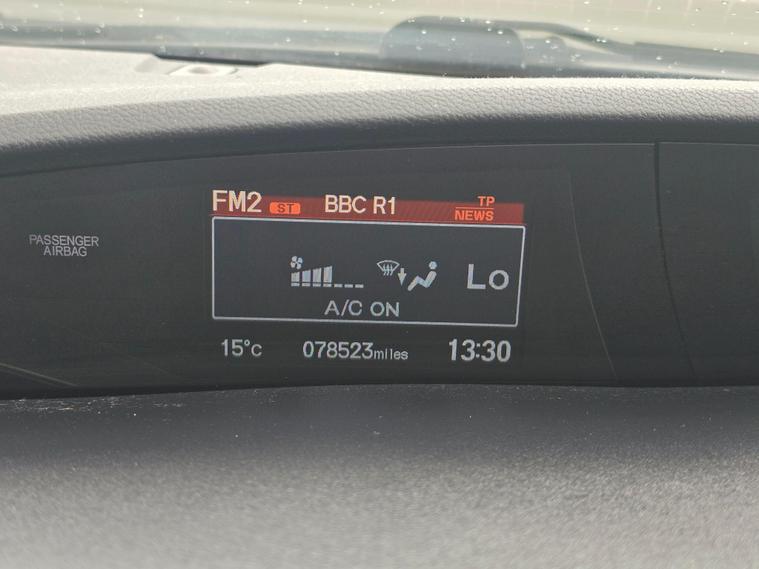 PASSENGER
AIRBAG
FM2 ST BBC R1 TP
NEWS
Lo
A/C ON
15°C 078523miles 13:30